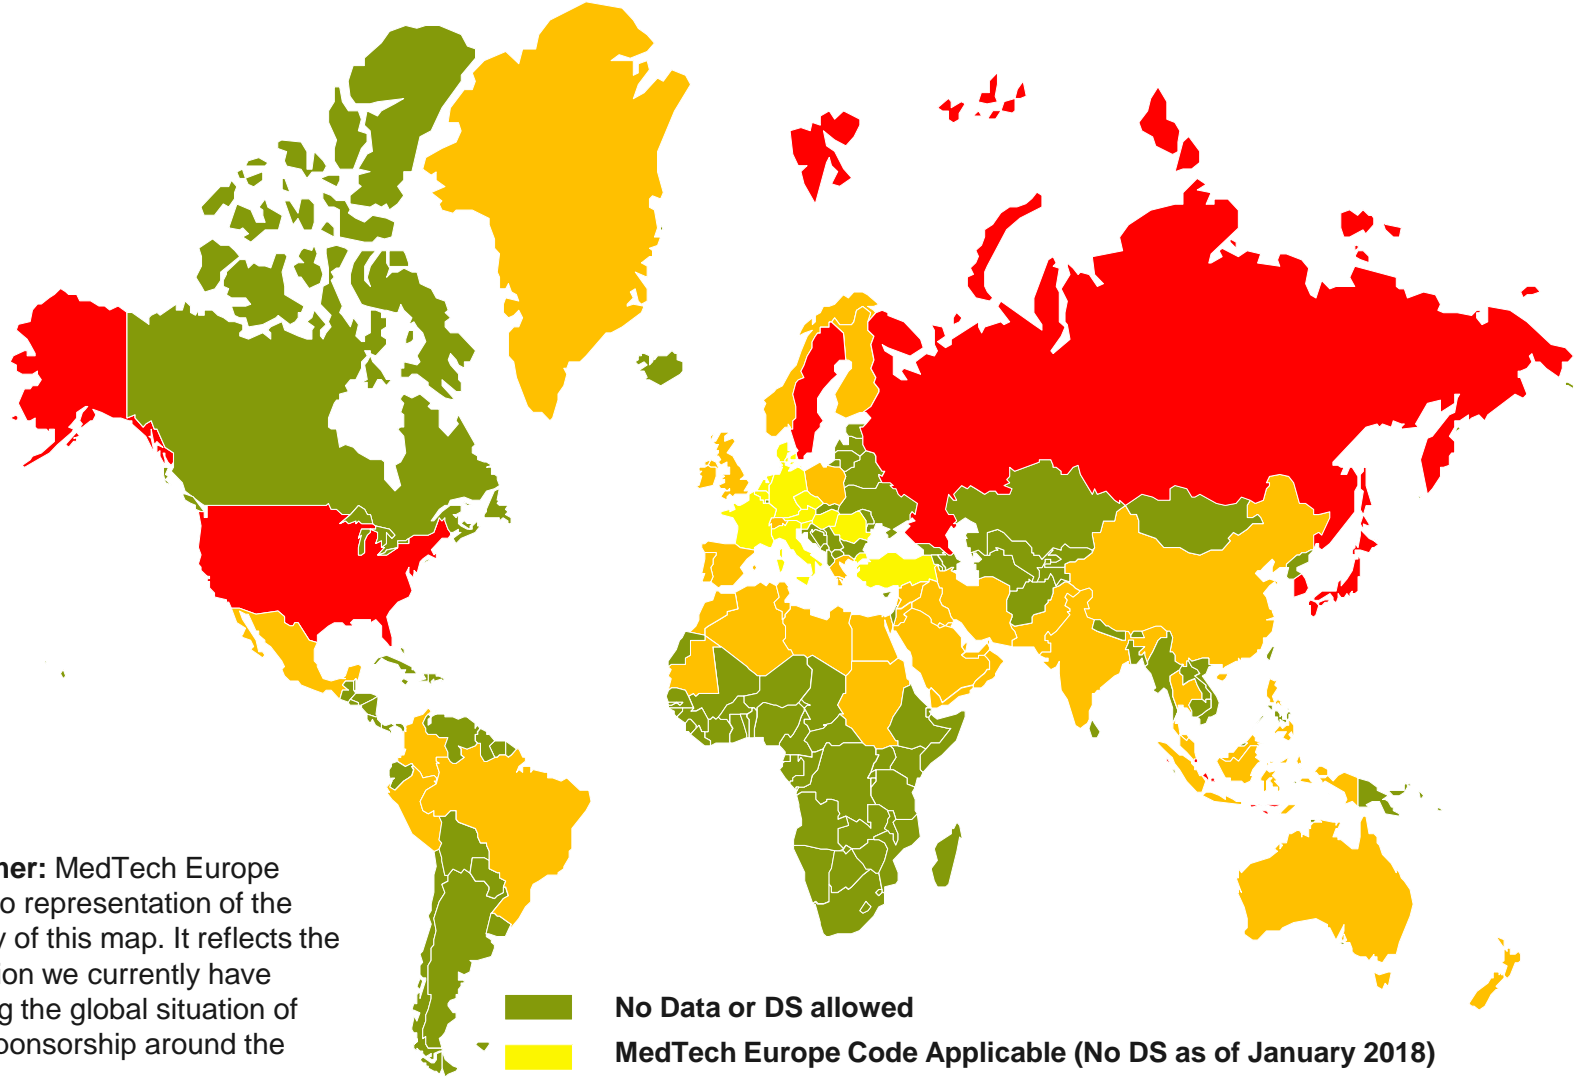 mer: MedTech Europe
o representation of the
y of this map. It reflects the
ion we currently have
g the global situation of
ponsorship around the
No Data or DS allowed
MedTech Europe Code Applicable (No DS as of January 2018)